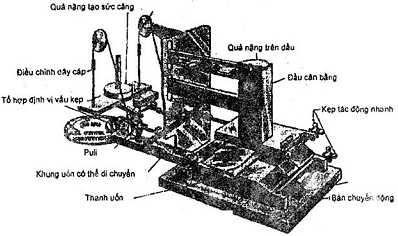 Quả nặng tạo sức căng
Quả nặng trên dầu
Điều chỉnh dây cáp
Đầu cân bằng
Tổ hợp định vị vấu kẹp
Kẹp tác động nhanh
Puli
Khung uốn có thể di chuyển
Thanh uốn
Bàn chuyển động